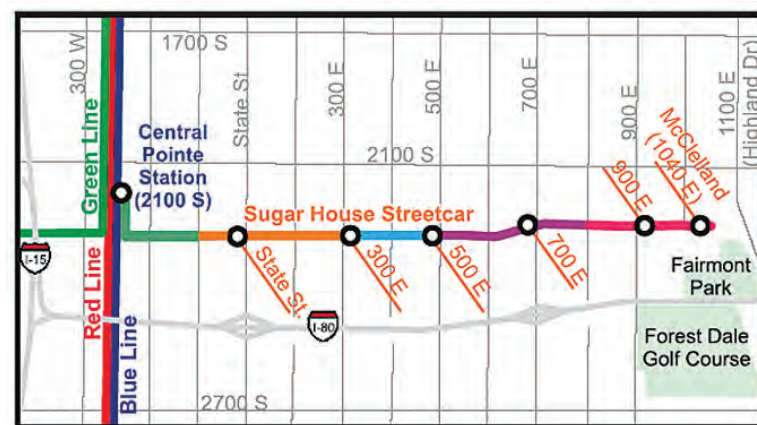 1700 S
300 W
State St.
300 E
500 E
700 E
900 E
1100 E
(Highland Dr)
Green Line
Central
Pointe
Station
(2100 S)
2100 S
Sugar House Streetcar
State St.
300 E
500 E
700 E
900 E
McClelland
(1040 E)
I-15
Red Line
Blue Line
I-80
Fairmont
Park
Forest Dale
Golf Course
2700 S